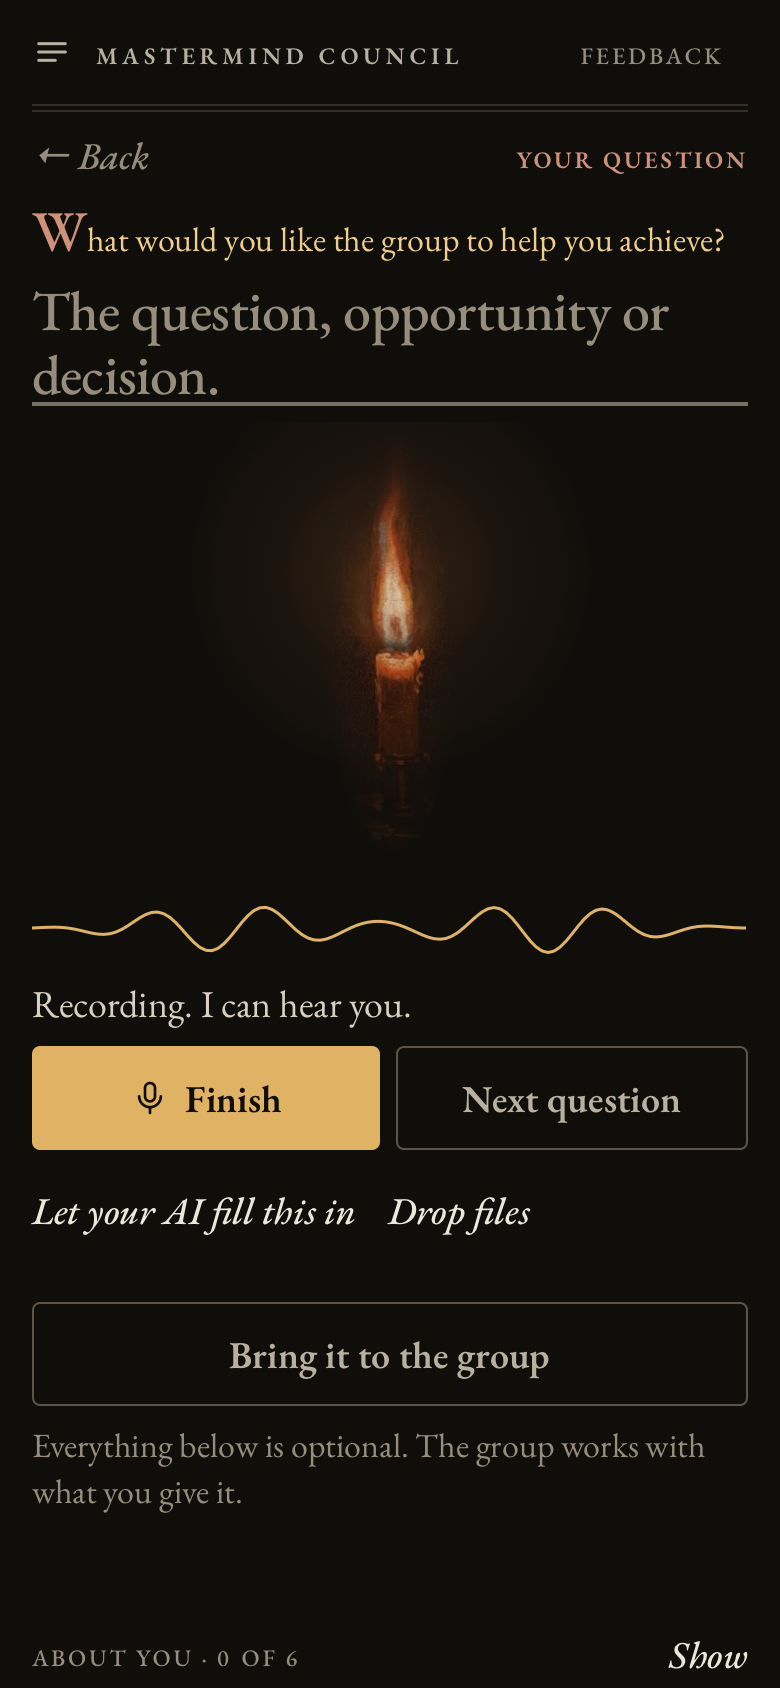 MASTERMIND COUNCIL
FEEDBACK
← Back
YOUR QUESTION
What would you like the group to help you achieve?
The question, opportunity or
decision.
Recording. I can hear you.
Finish
Next question
Let your AI fill this in
Drop files
Bring it to the group
Everything below is optional. The group works with
what you give it.
ABOUT YOU · 0 OF 6
Show